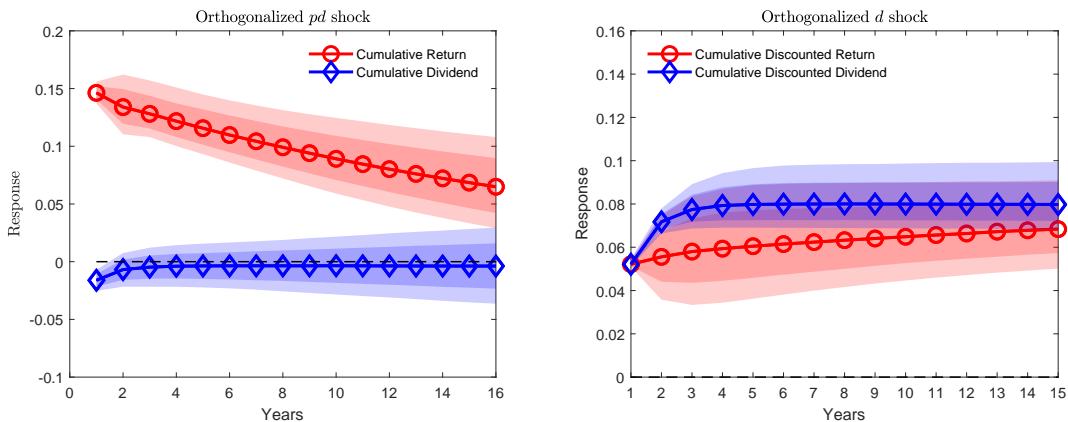 Orthogonalized pd shock
0.2
0.15
0.1
0.05
0
-0.05
-0.1
Response
Cumulative Return
Cumulative Dividend
0 2 4 6 8 10 12 14 16
Years
Orthogonalized d shock
0.16
0.14
0.12
0.1
0.08
0.06
0.04
0.02
0
Response
Cumulative Discounted Return
Cumulative Discounted Dividend
1 2 3 4 5 6 7 8 9 10 11 12 13 14 15
Years